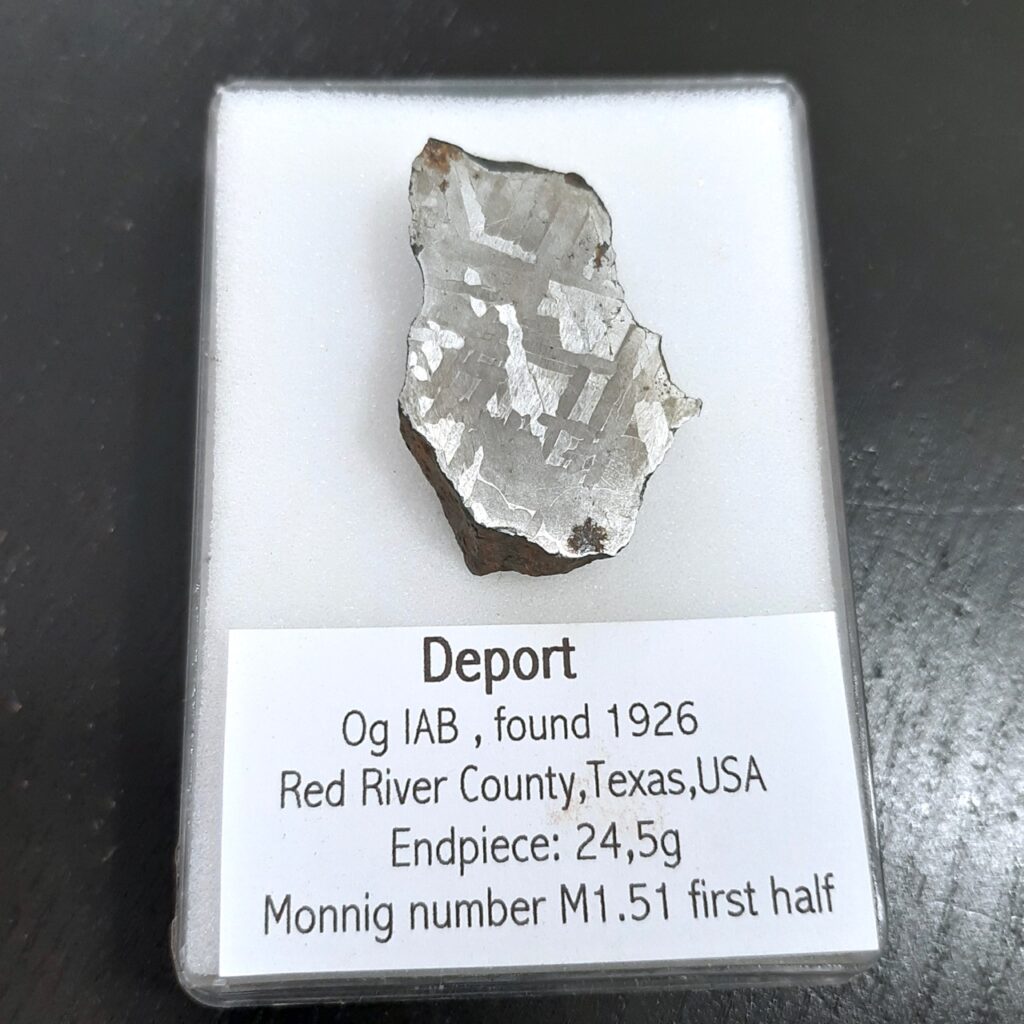 Deport
Og IAB , found 1926
Red River County,Texas,USA
Endpiece: 24,5g
Monnig number M1.51 first half